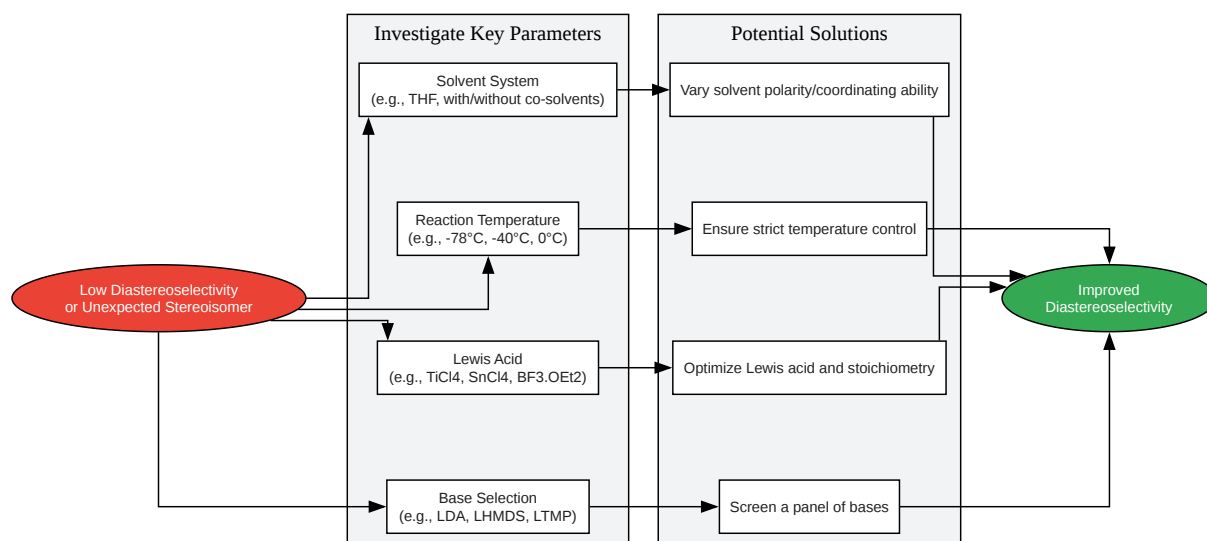 Investigate Key Parameters
Potential Solutions
Solvent System
(e.g., THF, with/without co-solvents)
Vary solvent polarity/coordinating ability
Reaction Temperature
(e.g., -78°C, -40°C, 0°C)
Ensure strict temperature control
Low Diastereoselectivity
or Unexpected Stereoisomer
Improved
Diastereoselectivity
Lewis Acid
(e.g., TiCl4, SnCl4, BF3.OEt2)
Optimize Lewis acid and stoichiometry
Base Selection
(e.g., LDA, LHMDS, LTMP)
Screen a panel of bases